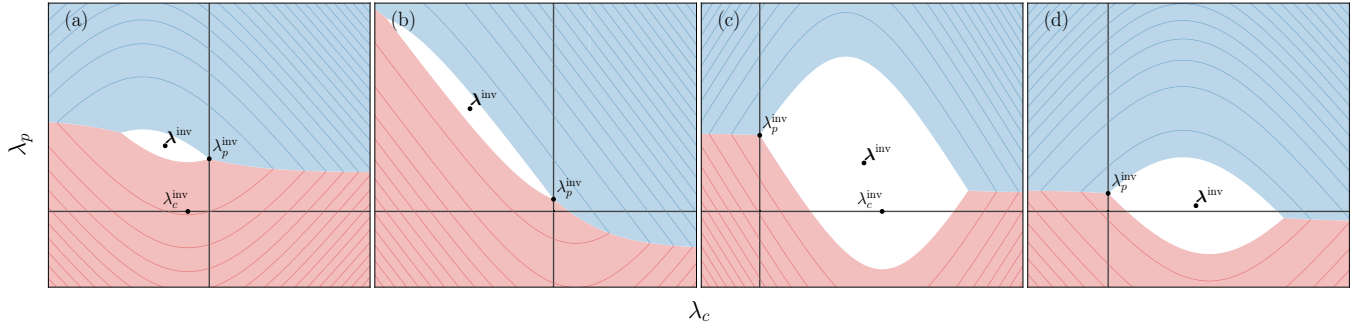 (a) (b) (c) (d)
λ^inv λ_p^inv λ_c^inv
λ^inv λ_p^inv
λ_p^inv λ^inv λ_c^inv
λ_p^inv λ^inv
λ_p
λ_c